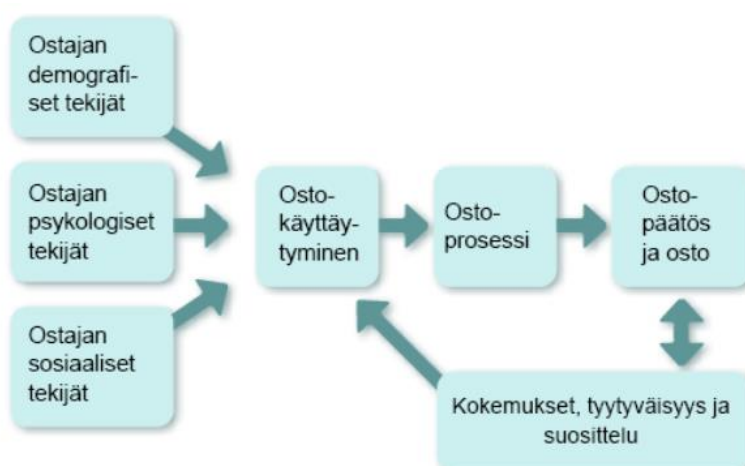 Ostajan
demografi-
set tekijät
Ostajan
psykologiset
tekijät
Ostajan
sosiaaliset
tekijät
Osto-
käyttäy-
tyminen
Osto-
prosessi
Osto-
päätös
ja osto
Kokemukset, tyytyväisyys ja
suosittelu